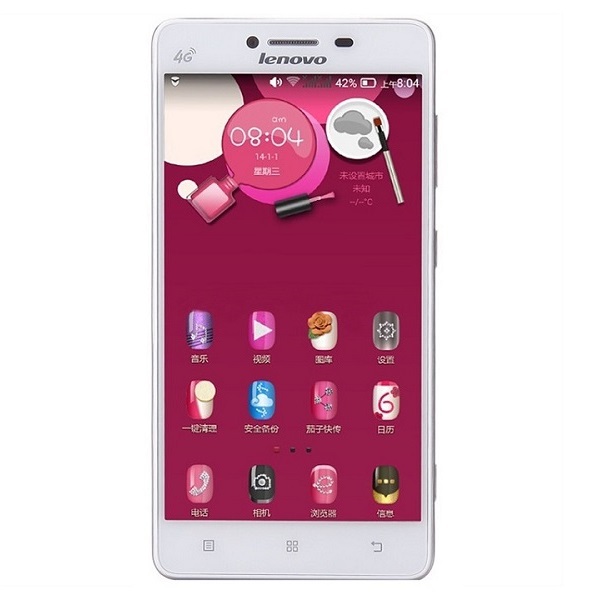 4G
lenovo
42% 上午8:04
am
08:04
14-1-1
星期三
未设置城市
未知
--/--°C
音乐 视频 图库 设置
一键清理 安全备份 茄子快传 6 日历
电话 相机 浏览器 信息